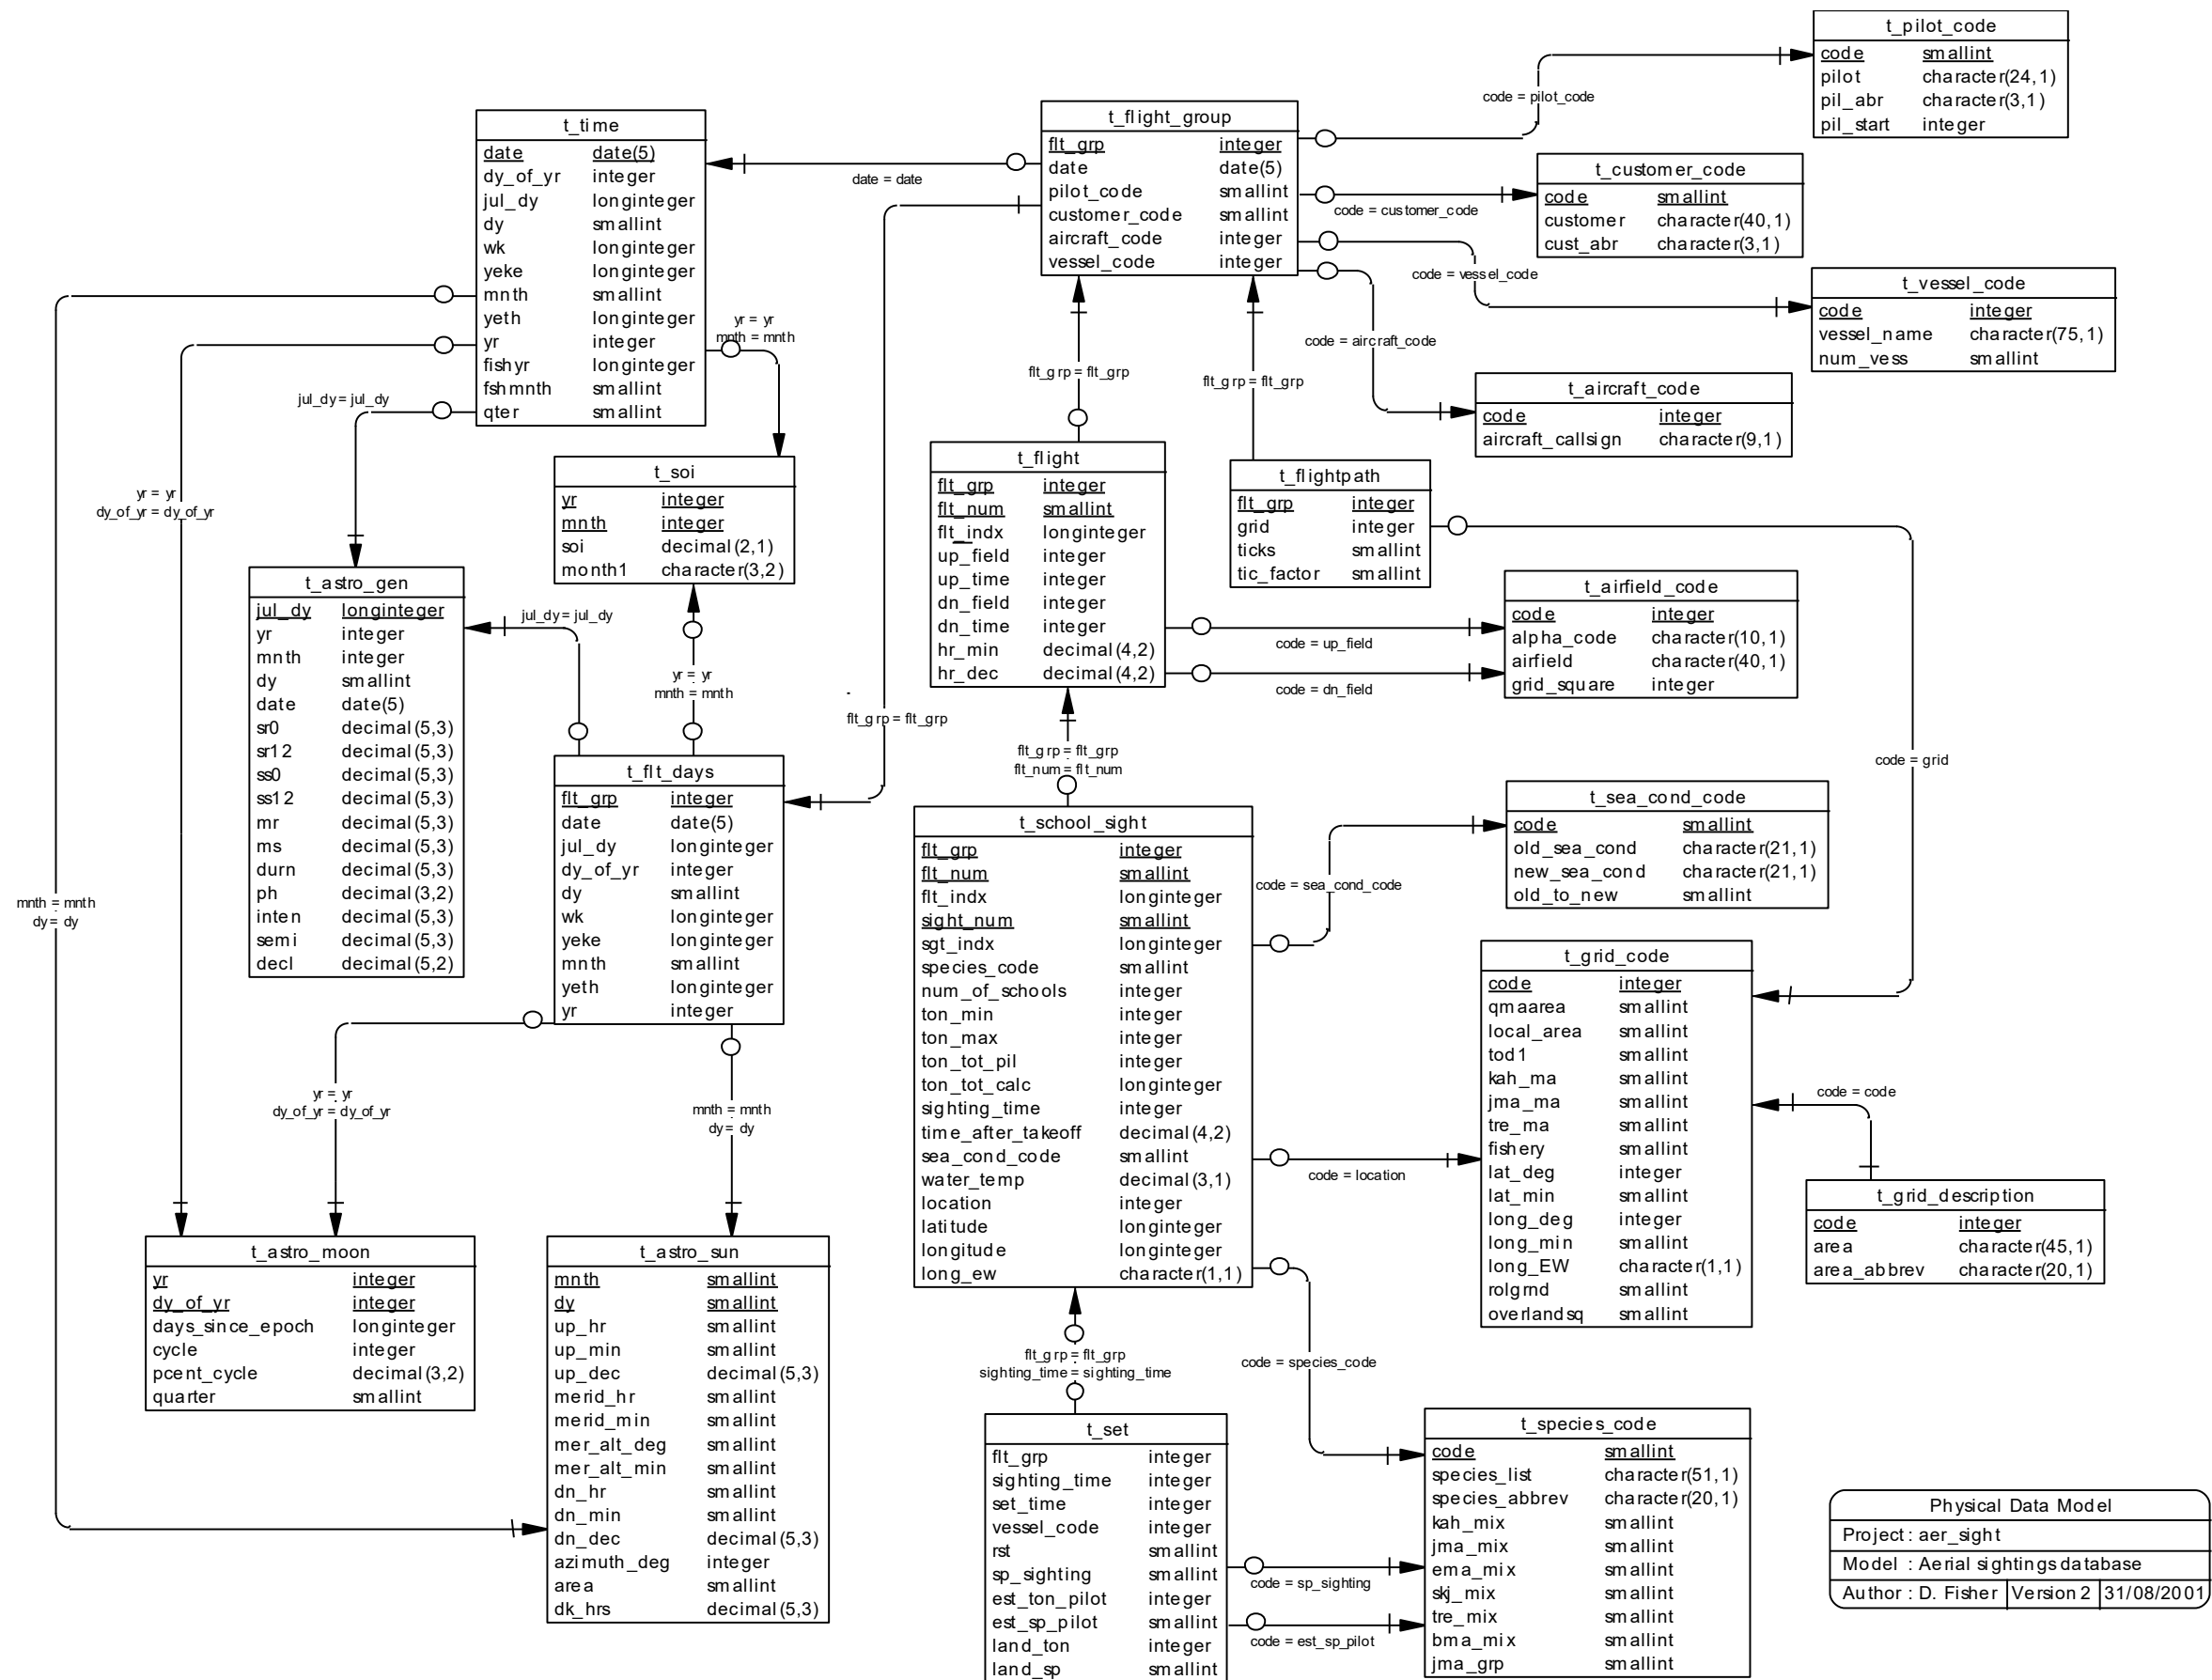 t_pilot_code
code smallint
pilot character(24,1)
pil_abr character(3,1)
pil_start integer
code = pilot_code
t_time
date date(5)
dy_of_yr integer
jul_dy longinteger
dy smallint
wk longinteger
yeke longinteger
mnth smallint
yeth longinteger
yr integer
fishyr longinteger
fshmnth smallint
qter smallint
date = date
t_flight_group
flt_grp integer
date date(5)
pilot_code smallint
customer_code smallint
aircraft_code integer
vessel_code integer
t_customer_code
code smallint
customer character(40,1)
cust_abr character(3,1)
code = customer_code
code = vessel_code
t_vessel_code
code integer
vessel_name character(75,1)
num_vess smallint
code = aircraft_code
t_aircraft_code
code integer
aircraft_callsign character(9,1)
yr = yr
mnth = mnth
jul_dy = jul_dy
flt_grp = flt_grp
flt_grp = flt_grp
yr = yr
dy_of_yr = dy_of_yr
t_soi
yr integer
mnth integer
soi decimal(2,1)
month1 character(3,2)
t_flight
flt_grp integer
flt_num smallint
flt_indx longinteger
up_field integer
up_time integer
dn_field integer
dn_time integer
hr_min decimal(4,2)
hr_dec decimal(4,2)
t_flightpath
flt_grp integer
grid integer
ticks smallint
tic_factor smallint
t_airfield_code
code integer
alpha_code character(10,1)
airfield character(40,1)
grid_square integer
code = up_field
code = dn_field
t_astro_gen
jul_dy longinteger
yr integer
mnth integer
dy smallint
date date(5)
sr0 decimal(5,3)
sr12 decimal(5,3)
ss0 decimal(5,3)
ss12 decimal(5,3)
mr decimal(5,3)
ms decimal(5,3)
durn decimal(5,3)
ph decimal(3,2)
inten decimal(5,3)
semi decimal(5,3)
decl decimal(5,2)
jul_dy = jul_dy
yr = yr
mnth = mnth
flt_grp = flt_grp
flt_grp = flt_grp
flt_num = flt_num
code = grid
t_flt_days
flt_grp integer
date date(5)
jul_dy longinteger
dy_of_yr integer
dy smallint
wk longinteger
yeke longinteger
mnth smallint
yeth longinteger
yr integer
t_school_sight
flt_grp integer
flt_num smallint
flt_indx longinteger
sight_num smallint
sgt_indx longinteger
species_code smallint
num_of_schools integer
ton_min integer
ton_max integer
ton_tot_pil integer
ton_tot_calc longinteger
sighting_time integer
time_after_takeoff decimal(4,2)
sea_cond_code smallint
water_temp decimal(3,1)
location integer
latitude longinteger
longitude longinteger
long_ew character(1,1)
t_sea_cond_code
code smallint
old_sea_cond character(21,1)
new_sea_cond character(21,1)
old_to_new smallint
code = sea_cond_code
mnth = mnth
dy = dy
t_grid_code
code integer
qmaarea smallint
local_area smallint
tod1 smallint
kah_ma smallint
jma_ma smallint
tre_ma smallint
fishery smallint
lat_deg integer
lat_min smallint
long_deg integer
long_min smallint
long_EW character(1,1)
rolgrnd smallint
overlandsq smallint
code = code
code = location
t_grid_description
code integer
area character(45,1)
area_abbrev character(20,1)
yr = yr
dy_of_yr = dy_of_yr
mnth = mnth
dy = dy
t_astro_moon
yr integer
dy_of_yr integer
days_since_epoch longinteger
cycle integer
pcent_cycle decimal(3,2)
quarter smallint
t_astro_sun
mnth smallint
dy smallint
up_hr smallint
up_min smallint
up_dec decimal(5,3)
merid_hr smallint
merid_min smallint
mer_alt_deg smallint
mer_alt_min smallint
dn_hr smallint
dn_min smallint
dn_dec decimal(5,3)
azimuth_deg integer
area smallint
dk_hrs decimal(5,3)
flt_grp = flt_grp
sighting_time = sighting_time
code = species_code
t_set
flt_grp integer
sighting_time integer
set_time integer
vessel_code integer
rst smallint
sp_sighting smallint
est_ton_pilot integer
est_sp_pilot smallint
land_ton integer
land_sp smallint
code = sp_sighting
code = est_sp_pilot
t_species_code
code smallint
species_list character(51,1)
species_abbrev character(20,1)
kah_mix smallint
jma_mix smallint
ema_mix smallint
skj_mix smallint
tre_mix smallint
bma_mix smallint
jma_grp smallint
Physical Data Model
Project : aer_sight
Model : Aerial sightings database
Author : D. Fisher Version 2 31/08/2001